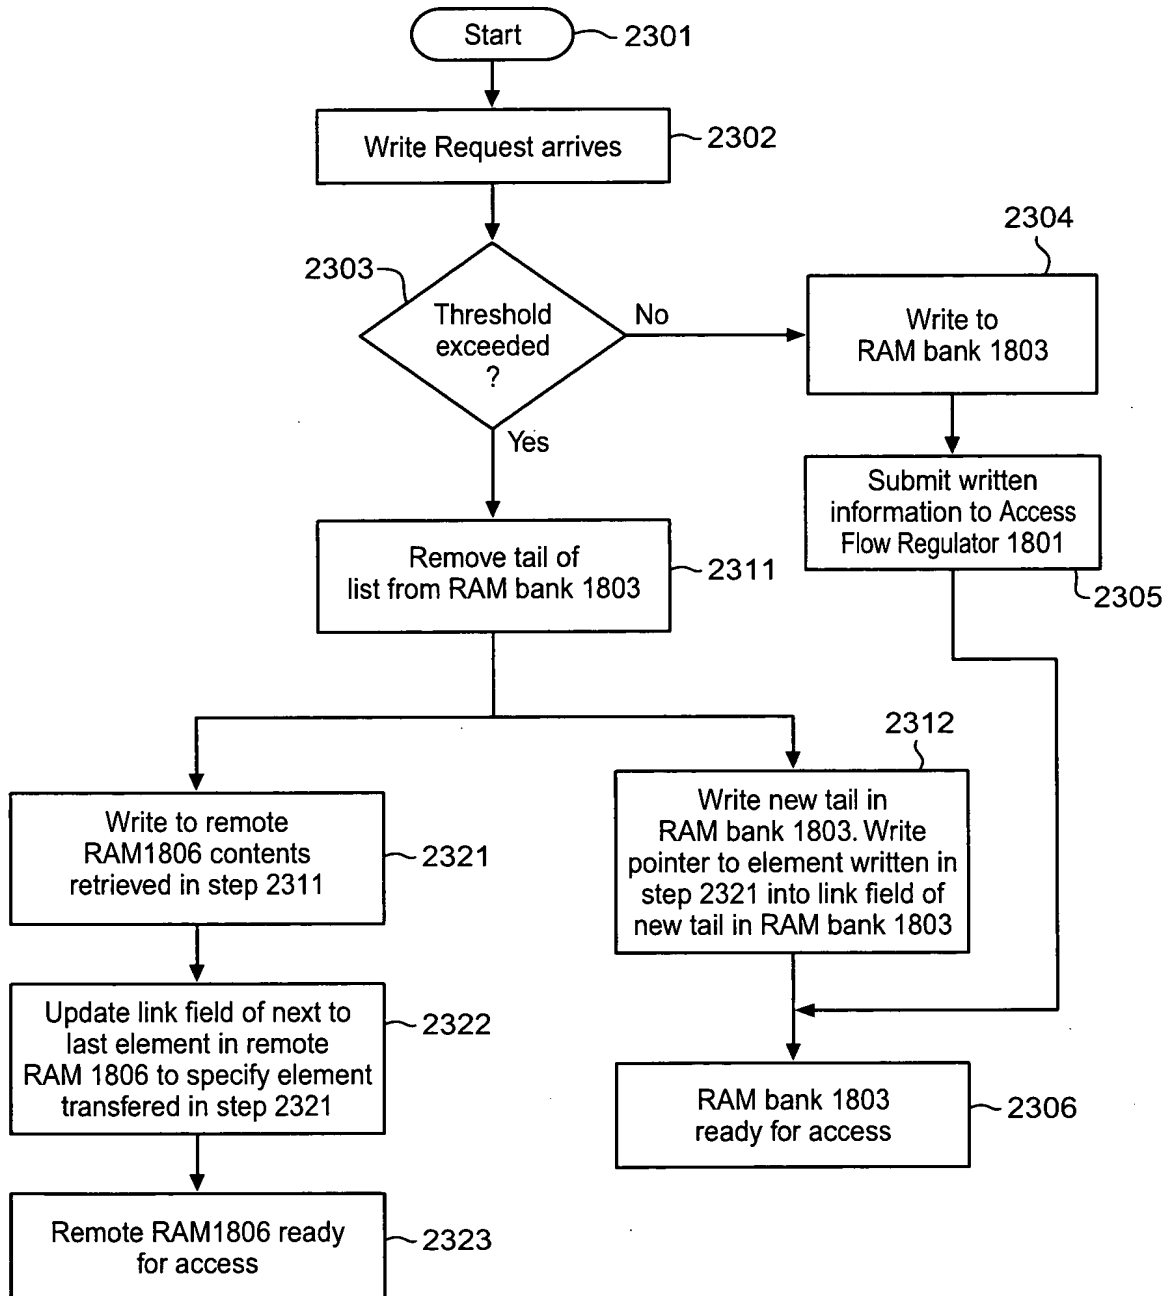 Start
2301
Write Request arrives
2302
2303
Threshold
exceeded
?
No
Yes
2304
Write to
RAM bank 1803
Submit written
information to Access
Flow Regulator 1801
2305
Remove tail of
list from RAM bank 1803
2311
2312
Write new tail in
RAM bank 1803. Write
pointer to element written in
step 2321 into link field of
new tail in RAM bank 1803
Write to remote
RAM1806 contents
retrieved in step 2311
2321
Update link field of next to
last element in remote
RAM 1806 to specify element
transfered in step 2321
2322
RAM bank 1803
ready for access
2306
Remote RAM1806 ready
for access
2323